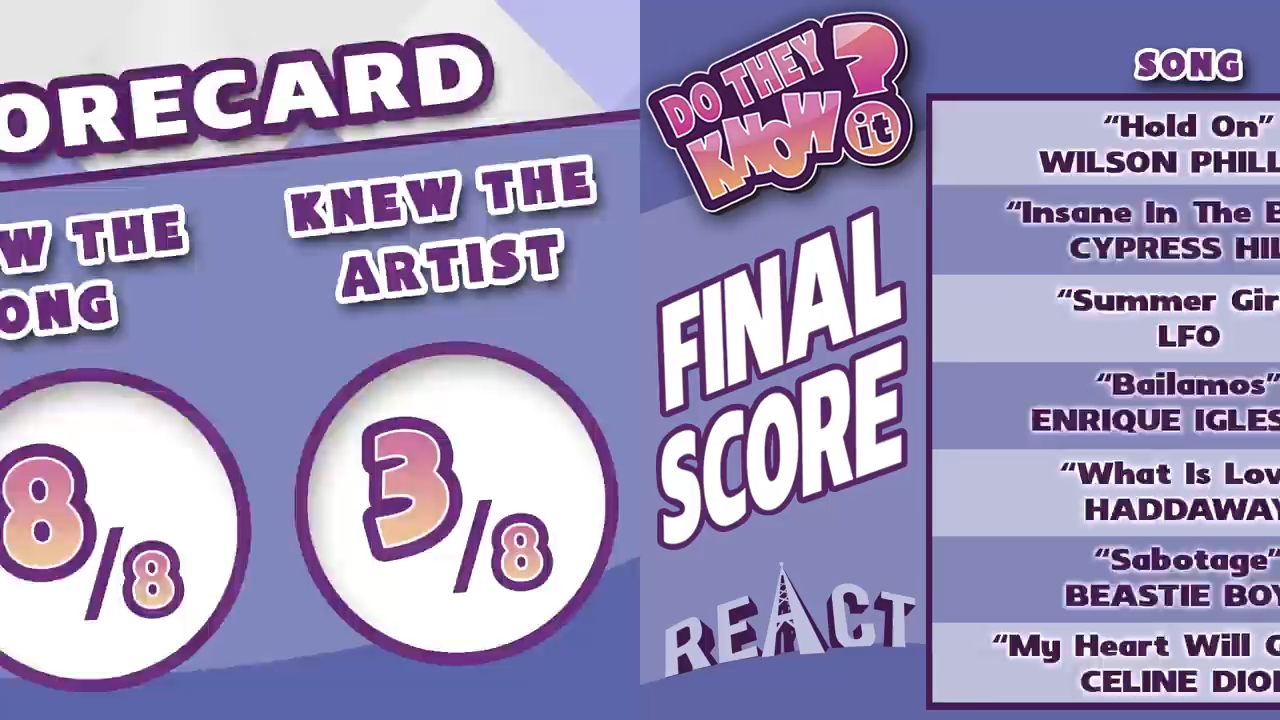 ORECARD
W THE
ONG
8/8
KNEW THE
ARTIST
3/8
DO THEY
KNOW it?
FINAL
SCORE
REACT
SONG
“Hold On”
WILSON PHILL
“Insane In The B
CYPRESS HIL
“Summer Gir
LFO
“Bailamos”
ENRIQUE IGLES
“What Is Lov
HADDAWAY
“Sabotage”
BEASTIE BOY
“My Heart Will G
CELINE DION